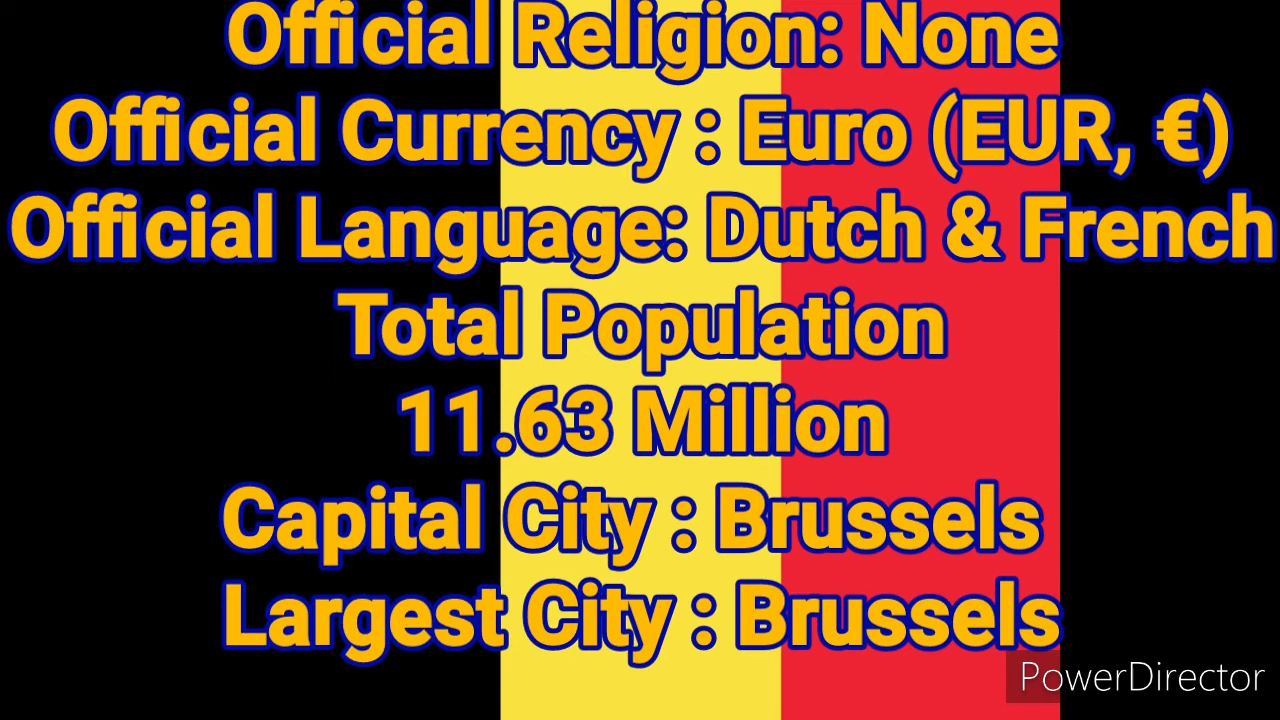 Official Religion: None
Official Currency : Euro (EUR, €)
Official Language: Dutch & French
Total Population
11.63 Million
Capital City : Brussels
Largest City : Brussels
PowerDirector